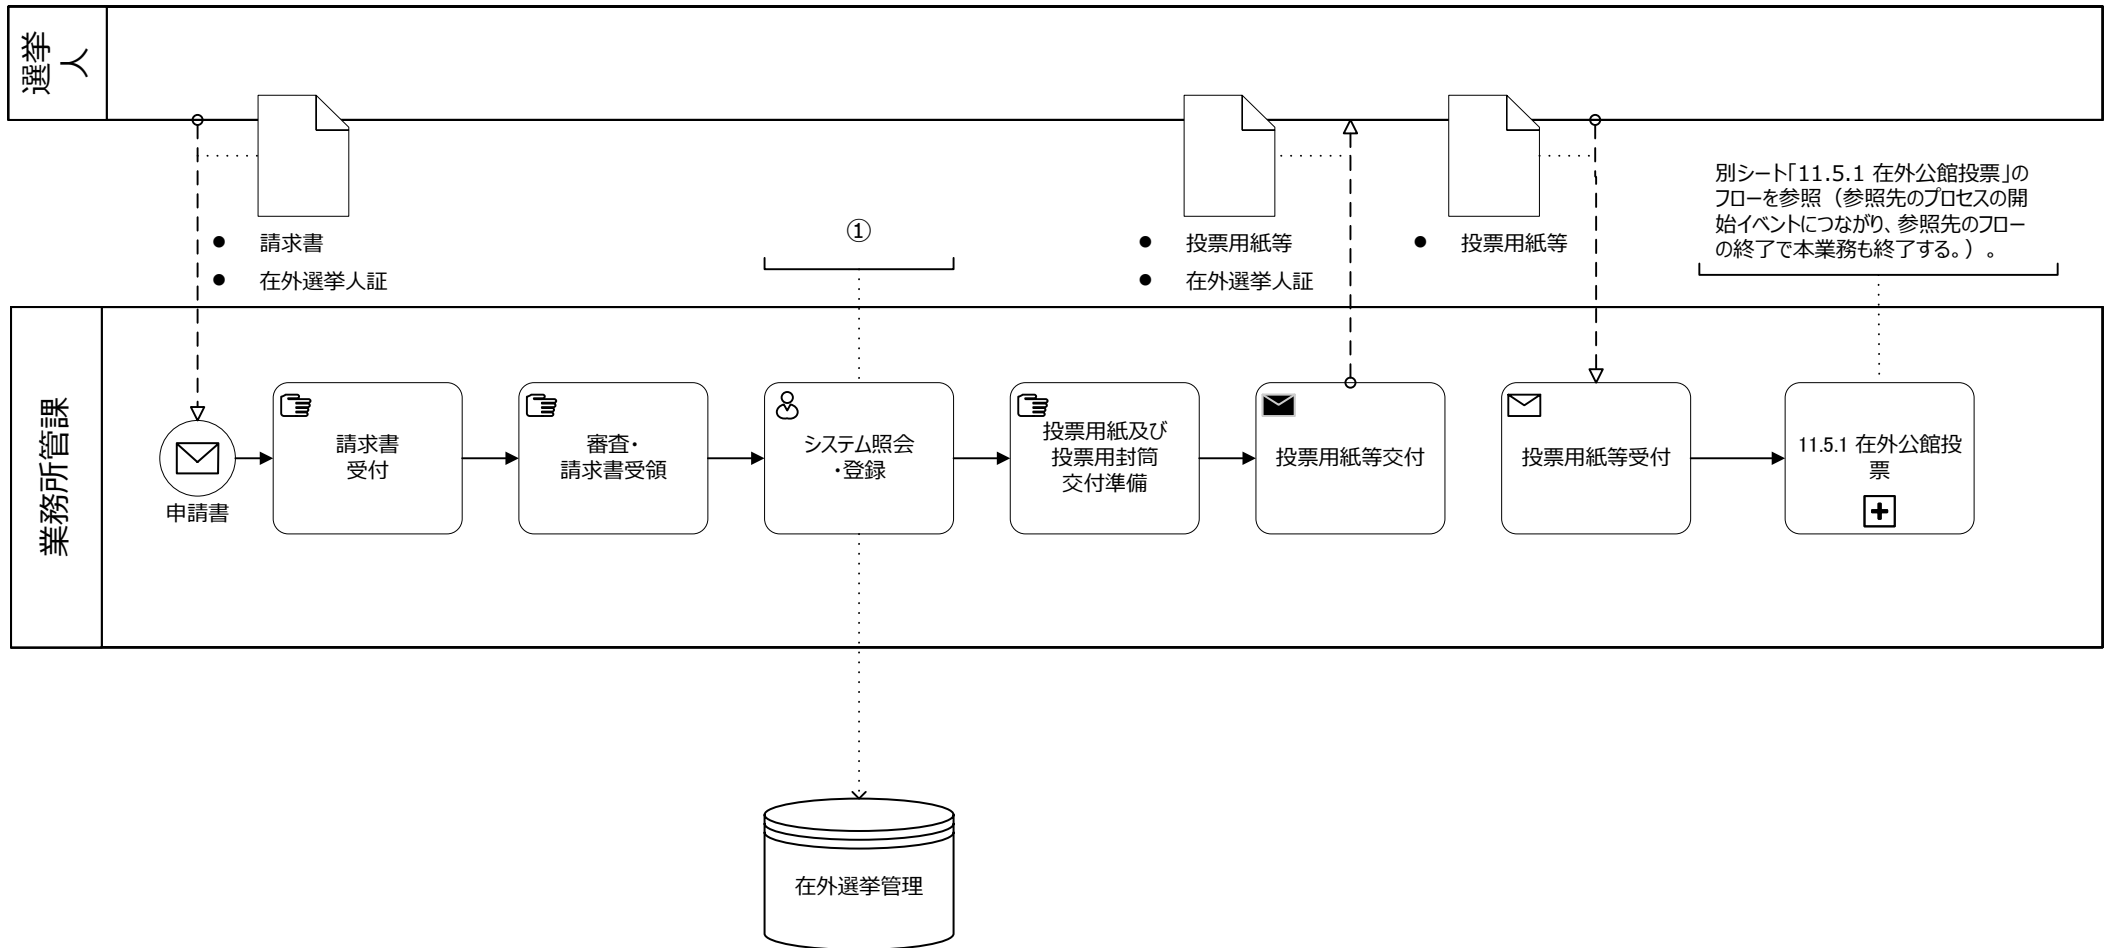 選挙
人
● 請求書
● 在外選挙人証
①
● 投票用紙等
● 在外選挙人証
● 投票用紙等
別シート「11.5.1 在外公館投票」の
フローを参照（参照先のプロセスの開
始イベントにつながり、参照先のフロー
の終了で本業務も終了する。）。
業務所管課
申請書
請求書
受付
審査・
請求書受領
システム照会
・登録
投票用紙及び
投票用封筒
交付準備
投票用紙等交付
投票用紙等受付
11.5.1 在外公館投
票
在外選挙管理